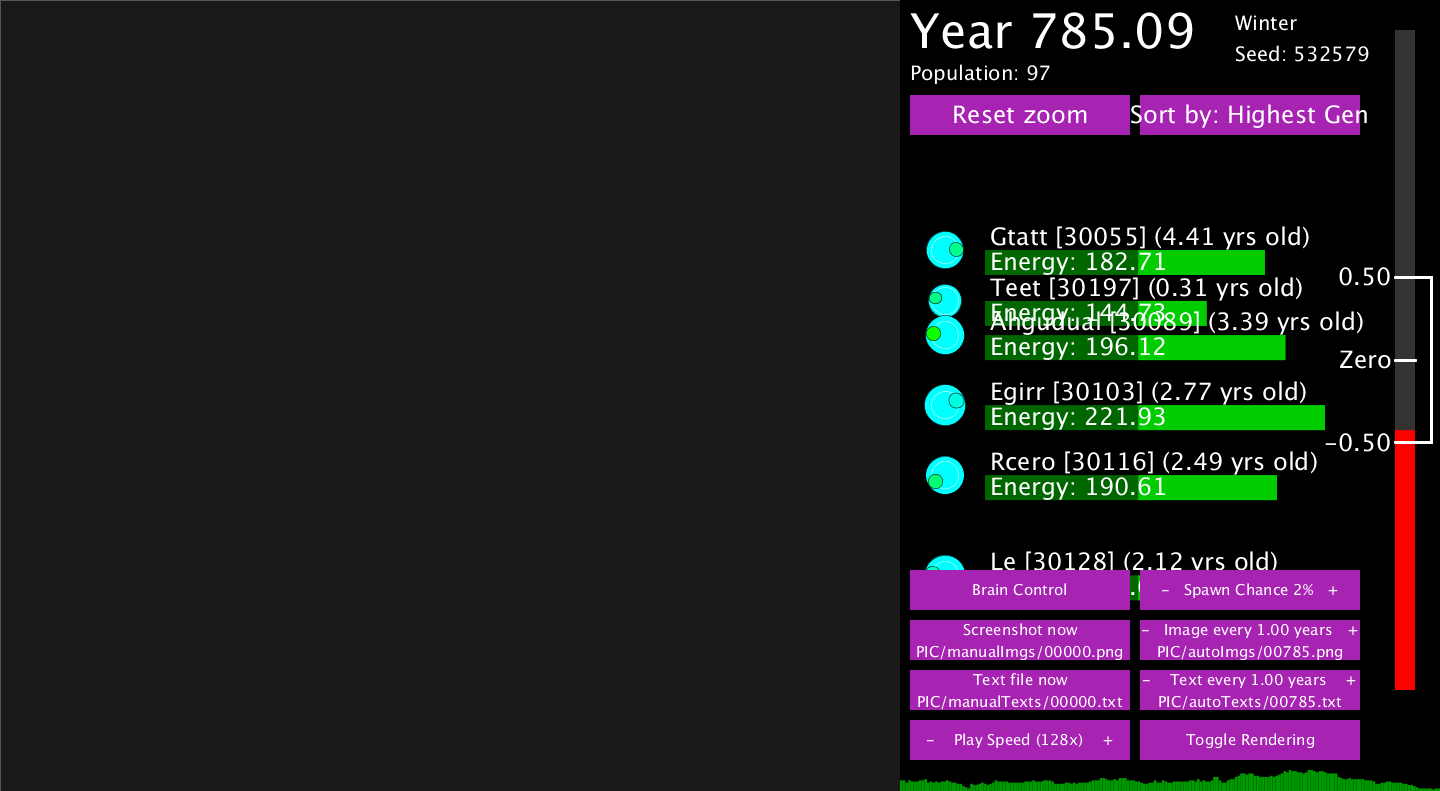 Year 785.09
Winter
Seed: 532579
Population: 97
Reset zoom
Sort by: Highest Gen
Gtatt [30055] (4.41 yrs old)
Energy: 182.71
Teet [30197] (0.31 yrs old)
Energy: 144.73
Ahgudual [30089] (3.39 yrs old)
Energy: 196.12
Egirr [30103] (2.77 yrs old)
Energy: 221.93
Rcero [30116] (2.49 yrs old)
Energy: 190.61
Le [30128] (2.12 yrs old)
0.50
Zero
-0.50
Brain Control
- Spawn Chance 2% +
Screenshot now
PIC/manualImgs/00000.png
- Image every 1.00 years +
PIC/autoImgs/00785.png
Text file now
PIC/manualTexts/00000.txt
- Text every 1.00 years +
PIC/autoTexts/00785.txt
- Play Speed (128x) +
Toggle Rendering